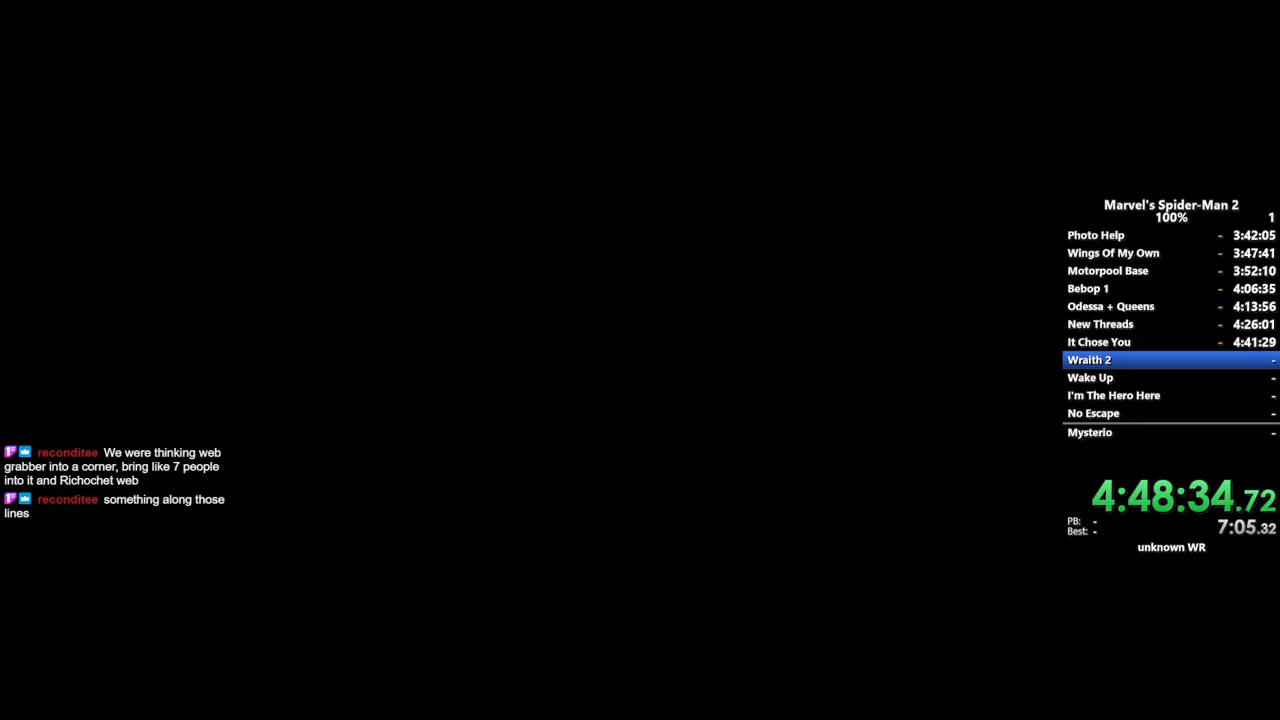 Marvel's Spider-Man 2
100% 1
Photo Help - 3:42:05
Wings Of My Own - 3:47:41
Motorpool Base - 3:52:10
Bebop 1 - 4:06:35
Odessa + Queens - 4:13:56
New Threads - 4:26:01
It Chose You - 4:41:29
Wraith 2 -
Wake Up -
I'm The Hero Here -
No Escape -
Mysterio -
reconditee We were thinking web
grabber into a corner, bring like 7 people
into it and Richochet web
reconditee something along those
lines
4:48:34.72
PB: - 7:05.32
Best: -
unknown WR